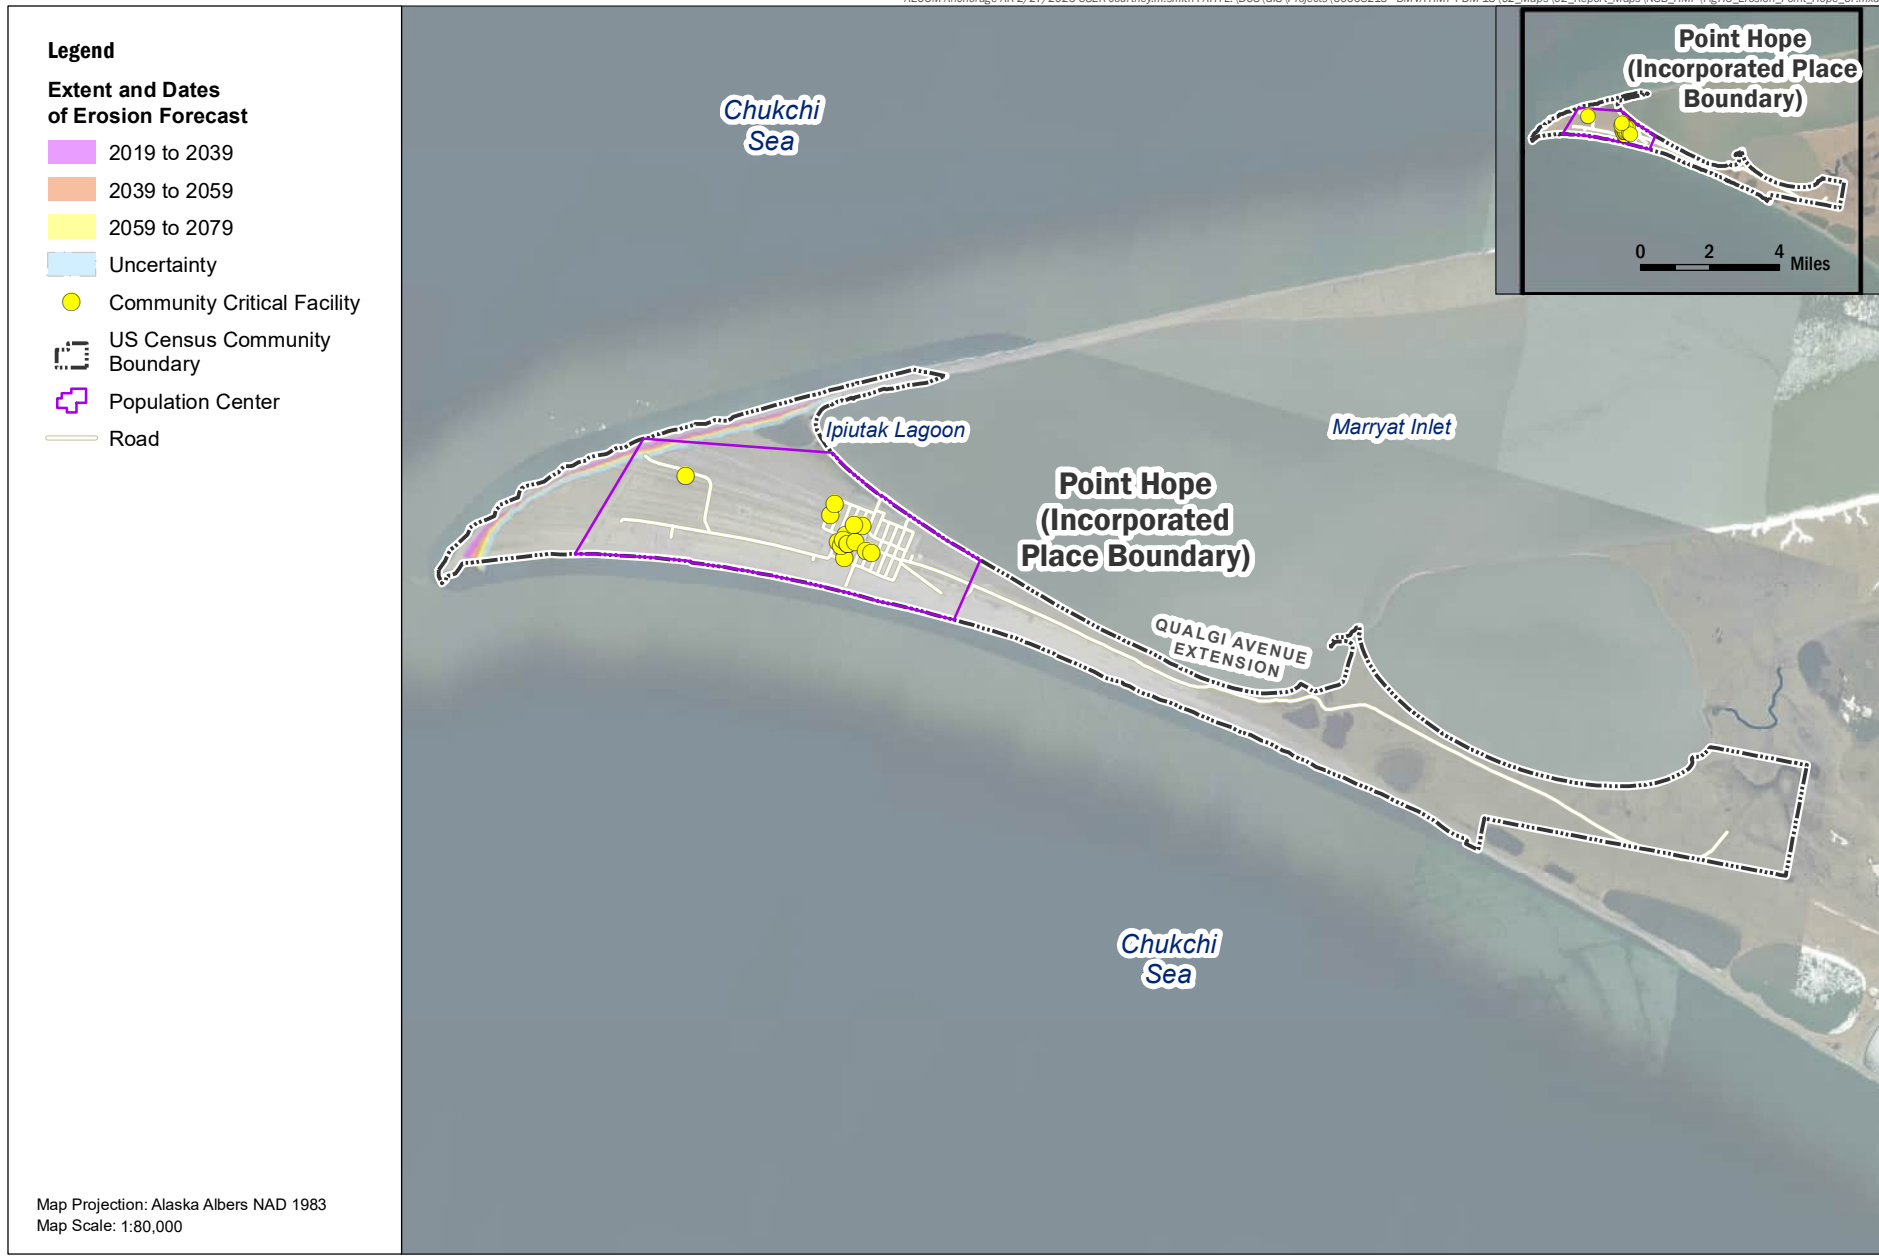 Legend
Extent and Dates
of Erosion Forecast
2019 to 2039
2039 to 2059
2059 to 2079
Uncertainty
Community Critical Facility
US Census Community
Boundary
Population Center
Road
Map Projection: Alaska Albers NAD 1983
Map Scale: 1:80,000
Chukchi
Sea
Point Hope
(Incorporated Place
Boundary)
0 2 4
Miles
Ipiutak Lagoon
Marryat Inlet
Point Hope
(Incorporated
Place Boundary)
QUALGI AVENUE
EXTENSION
Chukchi
Sea